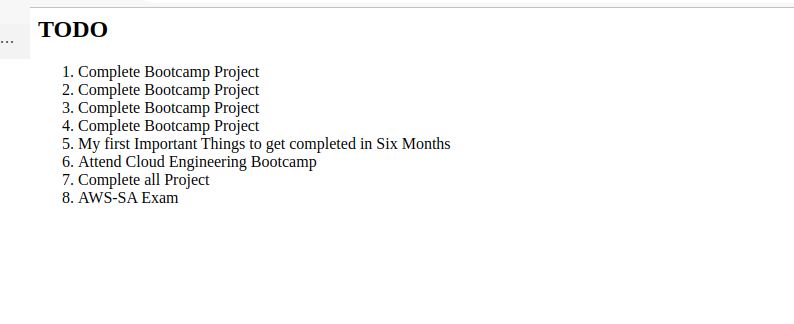 TODO
1. Complete Bootcamp Project
2. Complete Bootcamp Project
3. Complete Bootcamp Project
4. Complete Bootcamp Project
5. My first Important Things to get completed in Six Months
6. Attend Cloud Engineering Bootcamp
7. Complete all Project
8. AWS-SA Exam